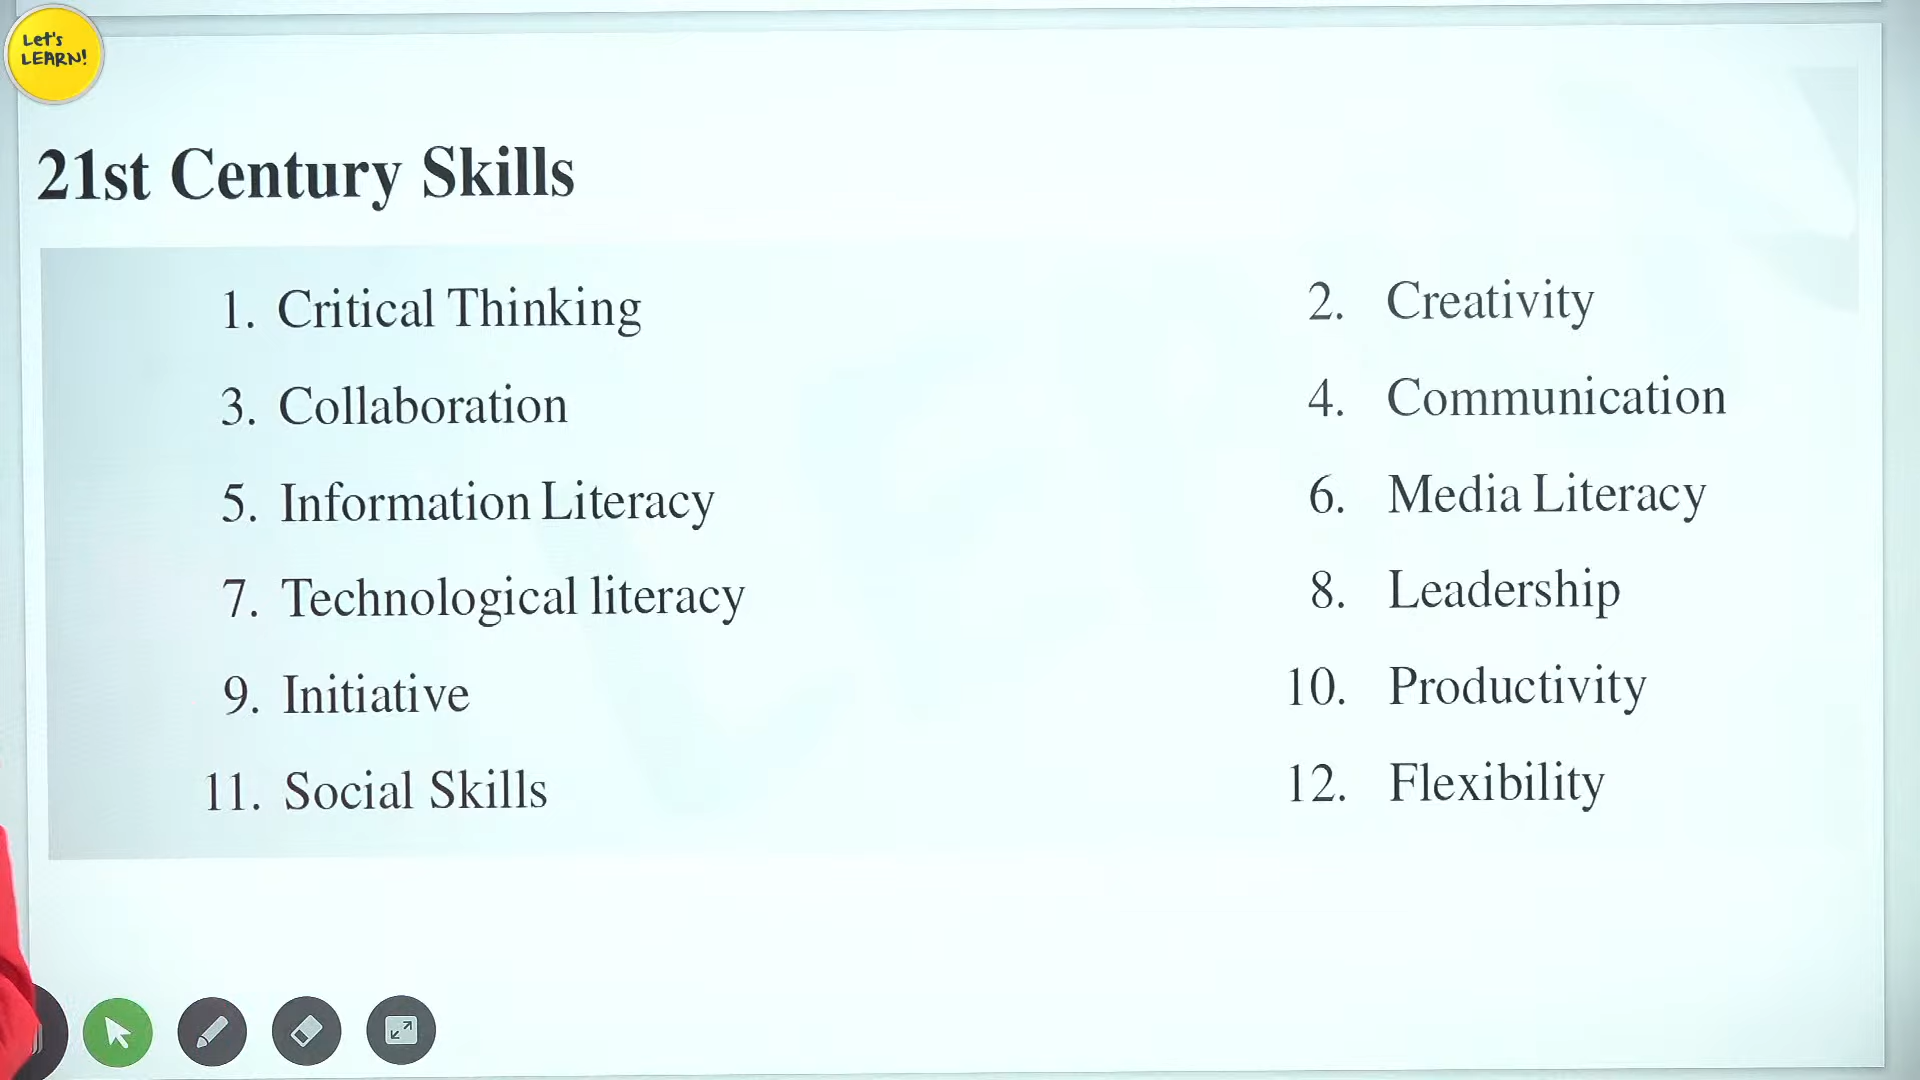 Let's
LEARN!
21st Century Skills
1. Critical Thinking
2. Creativity
3. Collaboration
4. Communication
5. Information Literacy
6. Media Literacy
7. Technological literacy
8. Leadership
9. Initiative
10. Productivity
11. Social Skills
12. Flexibility